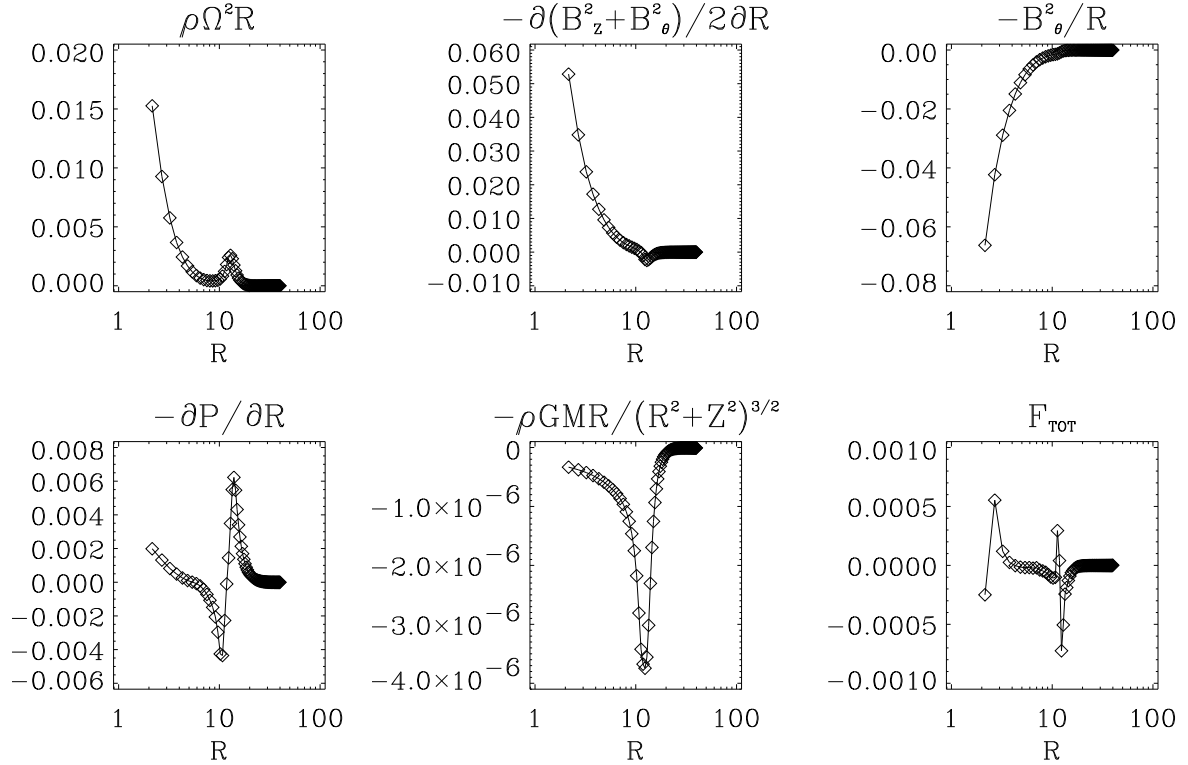 ρΩ²R
0.020
0.015
0.010
0.005
0.000
1 10 100
R
−∂(B²_Z+B²_θ)/2∂R
0.060
0.050
0.040
0.030
0.020
0.010
0.000
−0.010
1 10 100
R
−B²_θ/R
0.00
−0.02
−0.04
−0.06
−0.08
1 10 100
R
−∂P/∂R
0.008
0.006
0.004
0.002
0.000
−0.002
−0.004
−0.006
1 10 100
R
−ρGMR/(R²+Z²)^3/2
0
−1.0×10^−6
−2.0×10^−6
−3.0×10^−6
−4.0×10^−6
1 10 100
R
F_TOT
0.0010
0.0005
0.0000
−0.0005
−0.0010
1 10 100
R